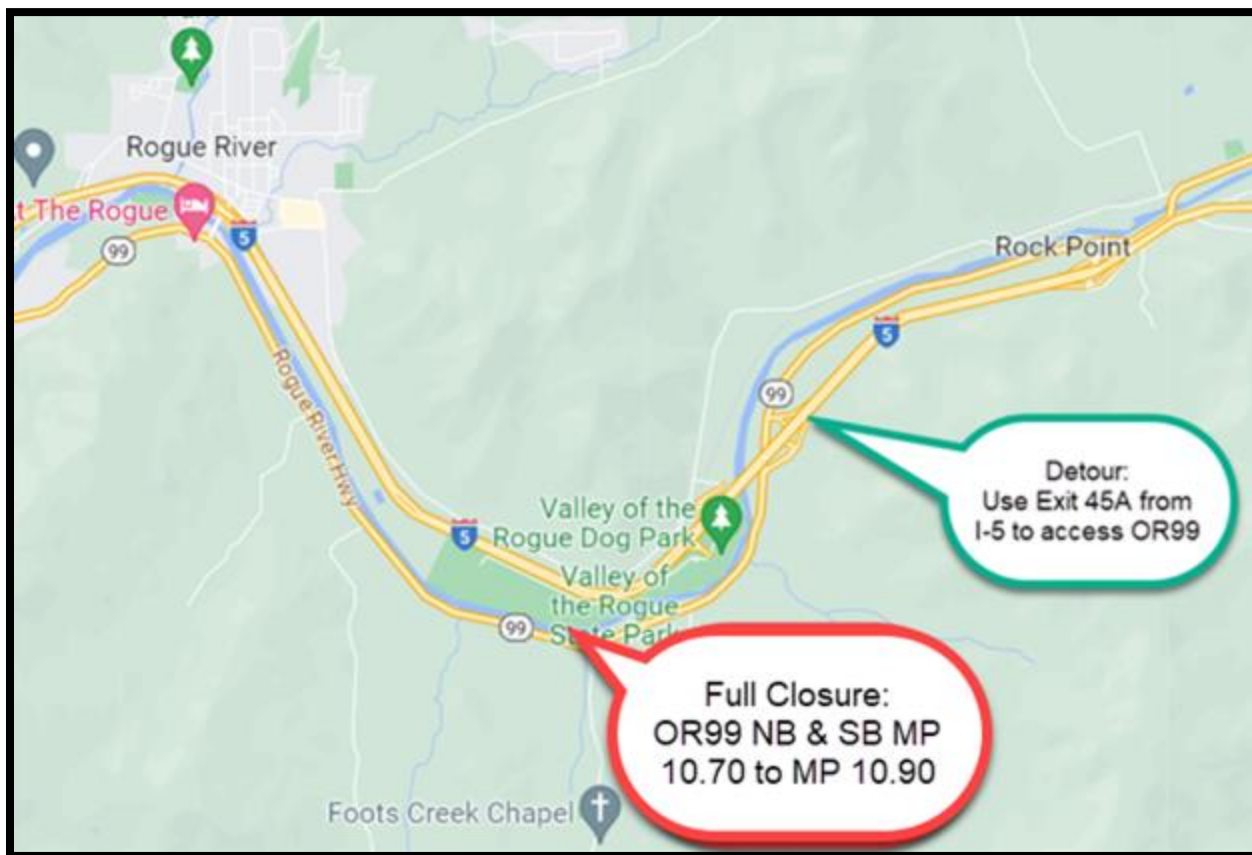 Rogue River
t The Rogue
99
5
Rock Point
5
Rogue River Hwy
99
Detour:
Use Exit 45A from
I-5 to access OR99
Valley of the
Rogue Dog Park
5
Valley of
the Rogue
State Park
99
Full Closure:
OR99 NB & SB MP
10.70 to MP 10.90
Foots Creek Chapel